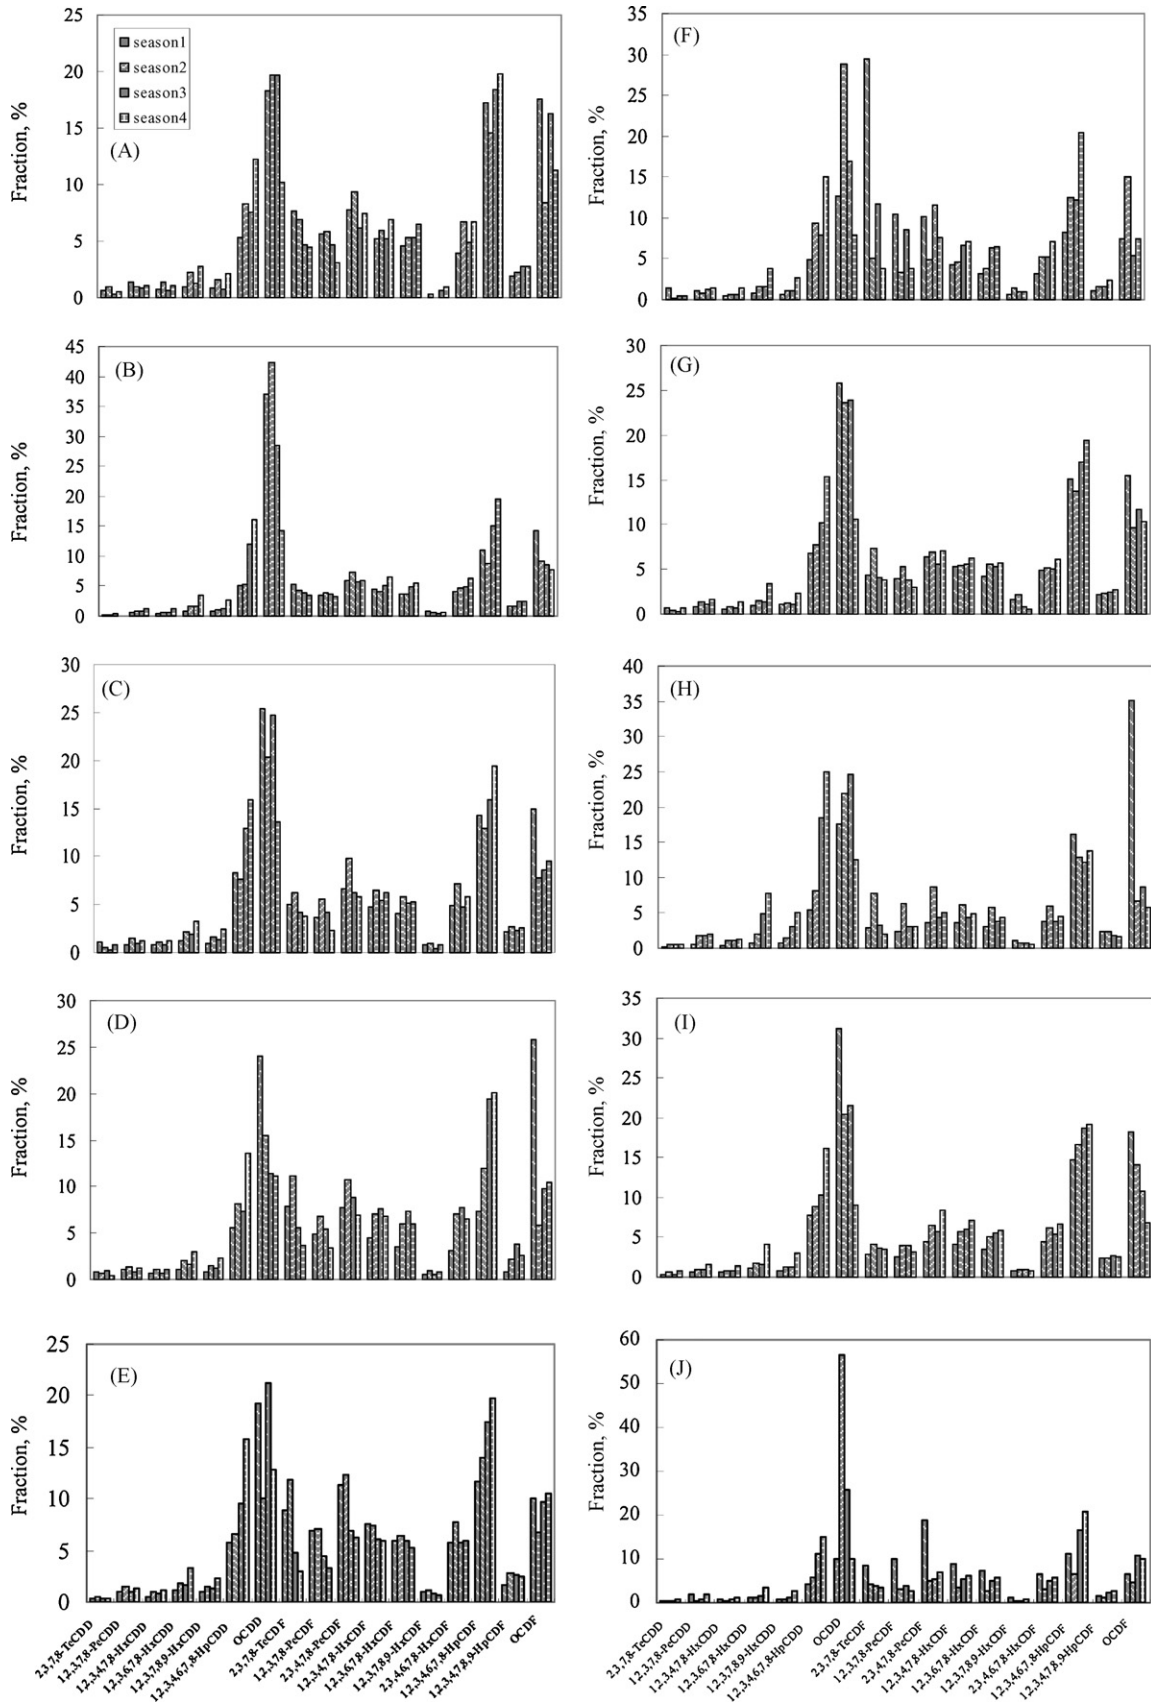 25
20
15
10
5
0
Fraction, %
season1
season2
season3
season4
(A)
45
40
35
30
25
20
15
10
5
0
Fraction, %
(B)
30
25
20
15
10
5
0
Fraction, %
(C)
30
25
20
15
10
5
0
Fraction, %
(D)
25
20
15
10
5
0
Fraction, %
(E)
2,3,7,8-TeCDD
1,2,3,7,8-PeCDD
1,2,3,4,7,8-HxCDD
1,2,3,6,7,8-HxCDD
1,2,3,7,8,9-HxCDD
1,2,3,4,6,7,8-HpCDD
OCDD
2,3,7,8-TeCDF
1,2,3,7,8-PeCDF
2,3,4,7,8-PeCDF
1,2,3,4,7,8-HxCDF
1,2,3,6,7,8-HxCDF
1,2,3,7,8,9-HxCDF
2,3,4,6,7,8-HxCDF
1,2,3,4,6,7,8-HpCDF
1,2,3,4,7,8,9-HpCDF
OCDF
35
30
25
20
15
10
5
0
Fraction, %
(F)
30
25
20
15
10
5
0
Fraction, %
(G)
40
35
30
25
20
15
10
5
0
Fraction, %
(H)
35
30
25
20
15
10
5
0
Fraction, %
(I)
60
50
40
30
20
10
0
Fraction, %
(J)
2,3,7,8-TeCDD
1,2,3,7,8-PeCDD
1,2,3,4,7,8-HxCDD
1,2,3,6,7,8-HxCDD
1,2,3,7,8,9-HxCDD
1,2,3,4,6,7,8-HpCDD
OCDD
2,3,7,8-TeCDF
1,2,3,7,8-PeCDF
2,3,4,7,8-PeCDF
1,2,3,4,7,8-HxCDF
1,2,3,6,7,8-HxCDF
1,2,3,7,8,9-HxCDF
2,3,4,6,7,8-HxCDF
1,2,3,4,6,7,8-HpCDF
1,2,3,4,7,8,9-HpCDF
OCDF